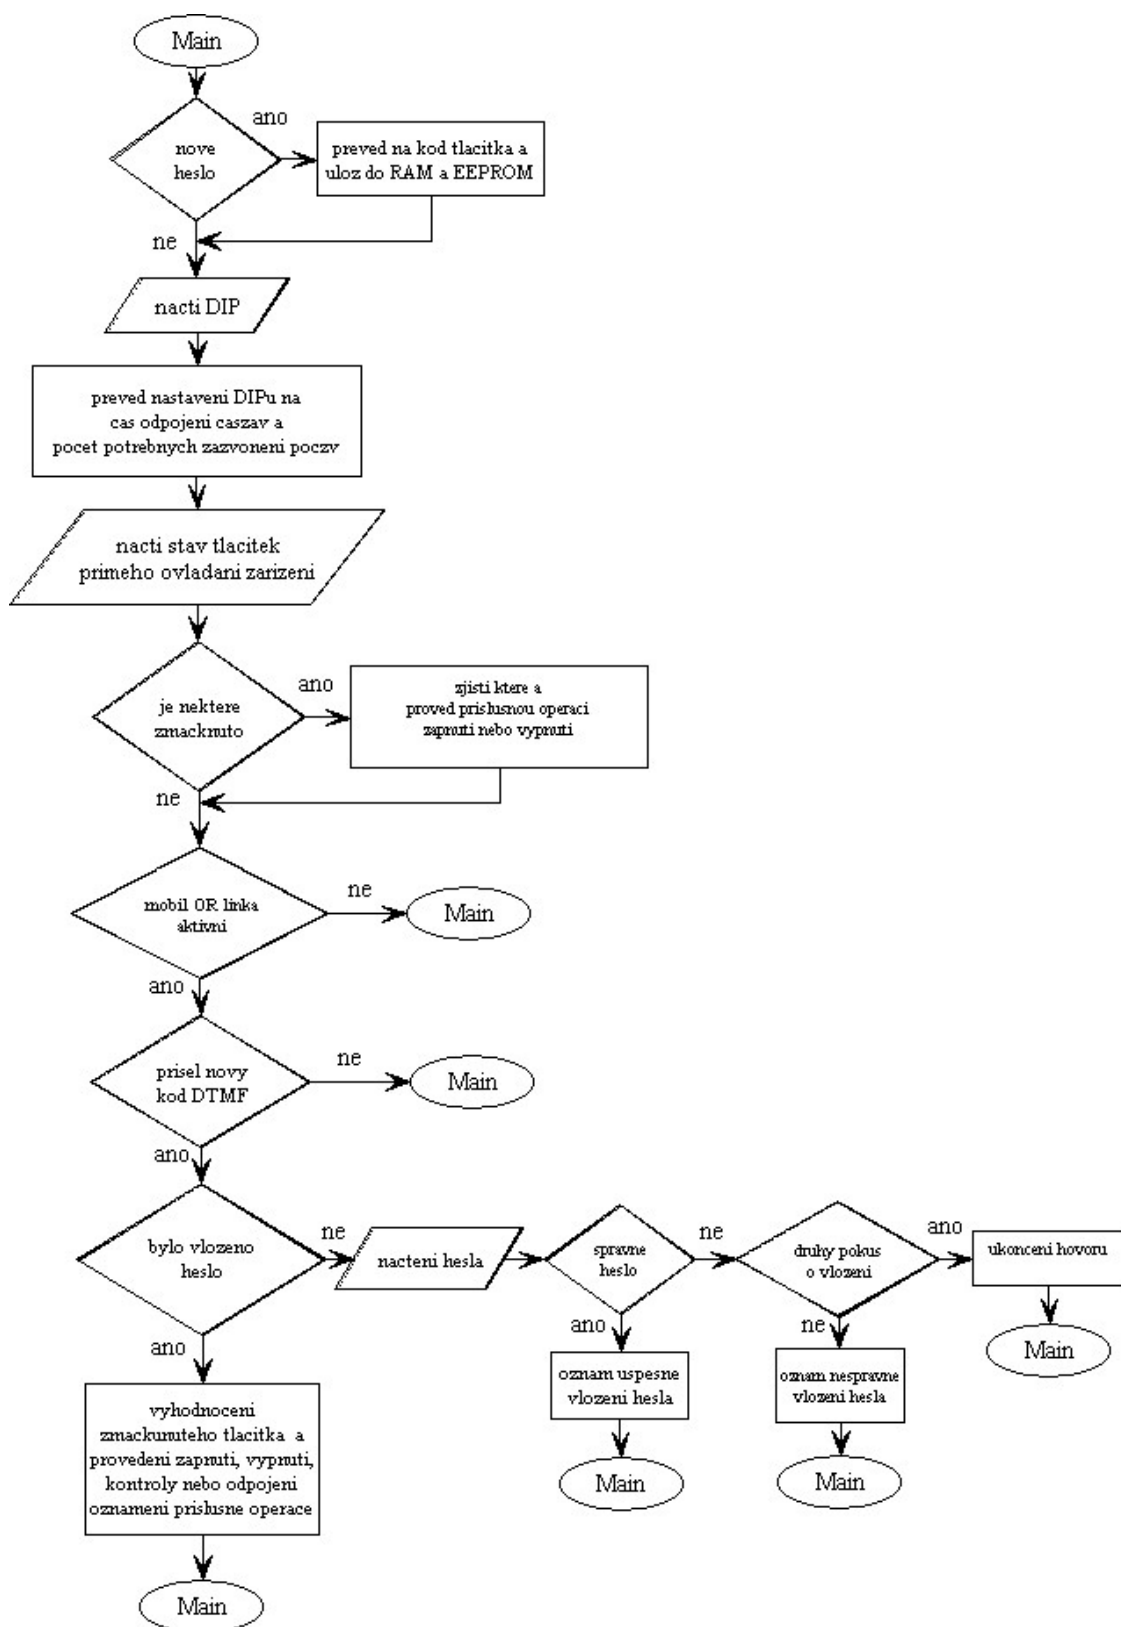 Main
ano
nove
heslo
preved na kod tlacitka a
uloz do RAM a EEPROM
ne
nacti DIP
preved nastaveni DIPu na
cas odpojeni caszav a
pocet potrebnych zazvoneni poczv
nacti stav tlacitek
primeho ovladani zarizeni
ano
je nektere
zmacknuto
zjisti ktere a
proved prislusnou operaci
zapnuti nebo vypnuti
ne
mobil OR linka
aktivni
ne
Main
ano
prisel novy
kod DTMF
ne
Main
ano
bylo vlozeno
heslo
ne
nacteni hesla
spravne
heslo
ne
druhy pokus
o vlozeni
ano
ukonceni hovoru
Main
ano
oznam uspesne
vlozeni hesla
Main
ne
oznam nespravne
vlozeni hesla
Main
ano
vyhodnoceni
zmackunuteho tlacitka a
provedeni zapnuti, vypnuti,
kontroly nebo odpojeni
oznameni prislusne operace
Main